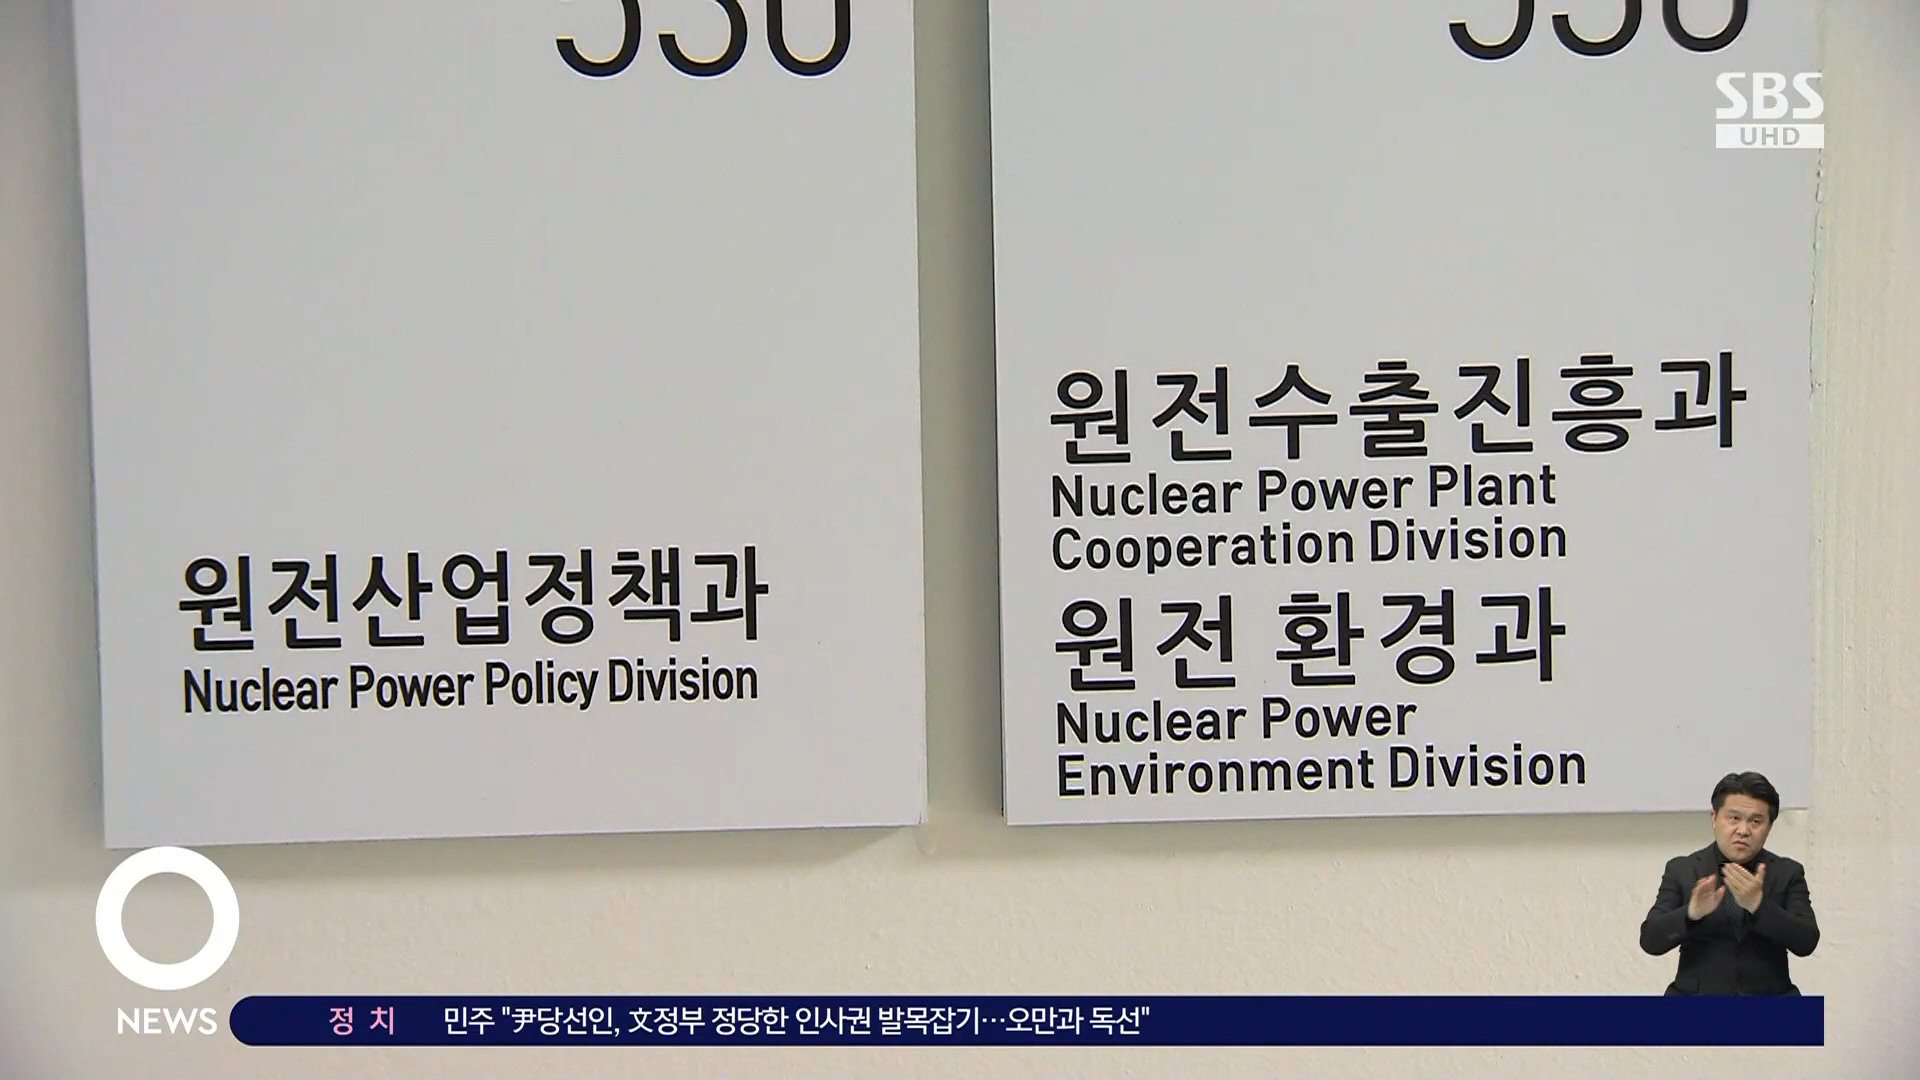 SBS
UHD
원전산업정책과
Nuclear Power Policy Division
원전수출진흥과
Nuclear Power Plant
Cooperation Division
원전 환경과
Nuclear Power
Environment Division
NEWS
정 치 민주 "尹당선인, 文정부 정당한 인사권 발목잡기…오만과 독선"